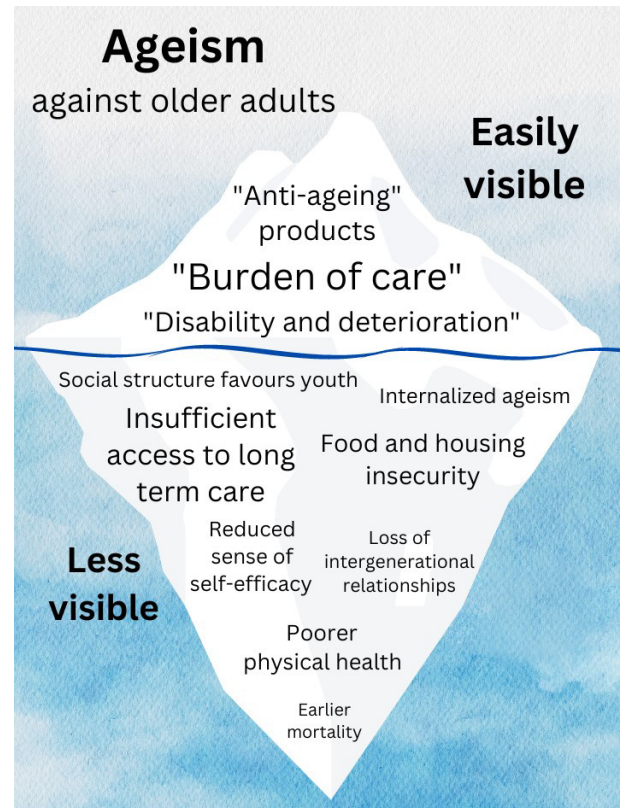 Ageism
against older adults
Easily
visible
"Anti-ageing"
products
"Burden of care"
"Disability and deterioration"
Social structure favours youth
Internalized ageism
Insufficient
access to long
term care
Food and housing
insecurity
Reduced
sense of
self-efficacy
Loss of
intergenerational
relationships
Less
visible
Poorer
physical health
Earlier
mortality